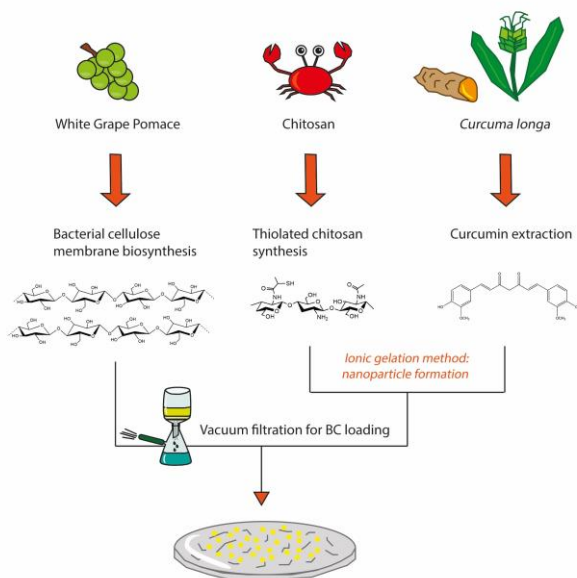 White Grape Pomace
Chitosan
Curcuma longa
Bacterial cellulose
membrane biosynthesis
Thiolated chitosan
synthesis
Curcumin extraction
Ionic gelation method:
nanoparticle formation
Vacuum filtration for BC loading